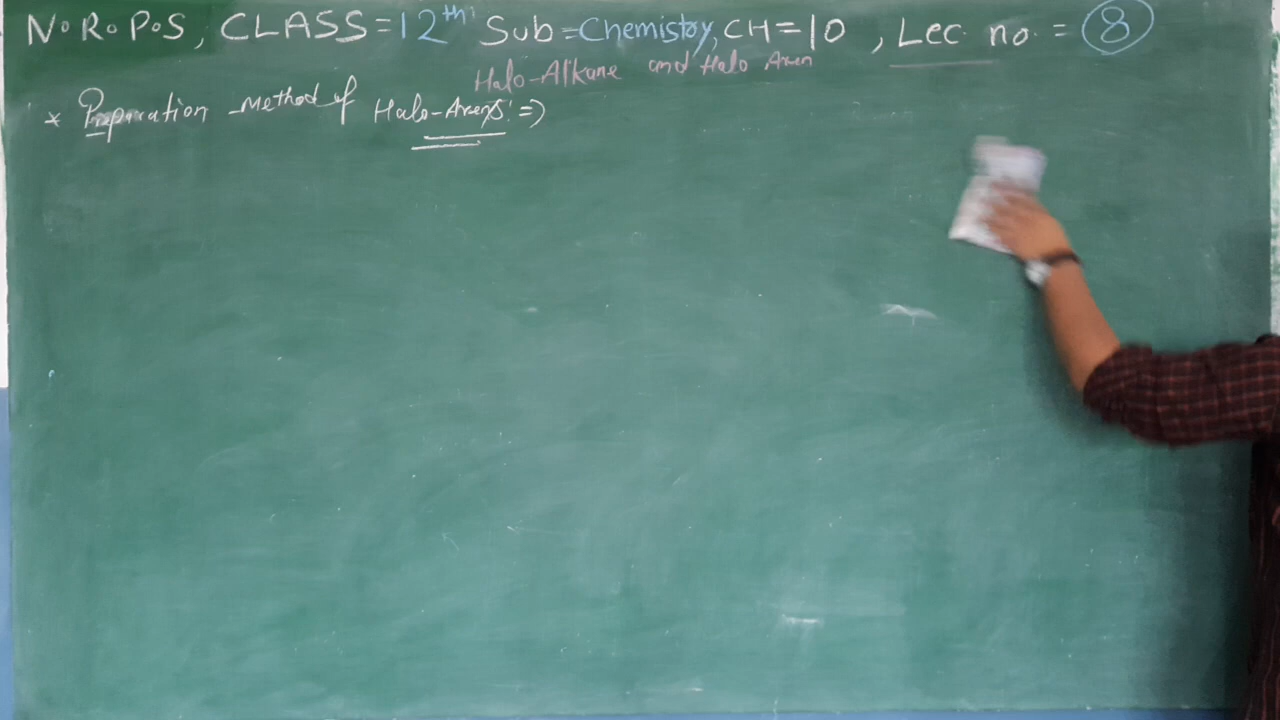 N.R.P.S, CLASS=12th Sub=Chemistry, CH=10, Lec no. = 8
Halo-Alkane and Halo Aren
* Preparation Method of Halo-Arenes:=>